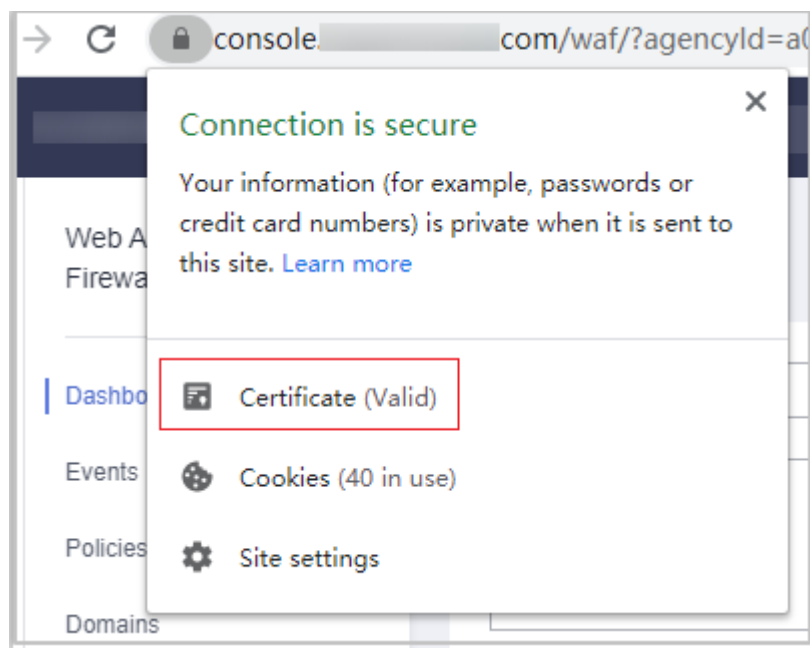 console. com/waf/?agencyId=a0
Connection is secure
Your information (for example, passwords or
credit card numbers) is private when it is sent to
this site. Learn more
Web A
Firewa
Certificate (Valid)
Dashbo
Cookies (40 in use)
Events
Site settings
Policies
Domains